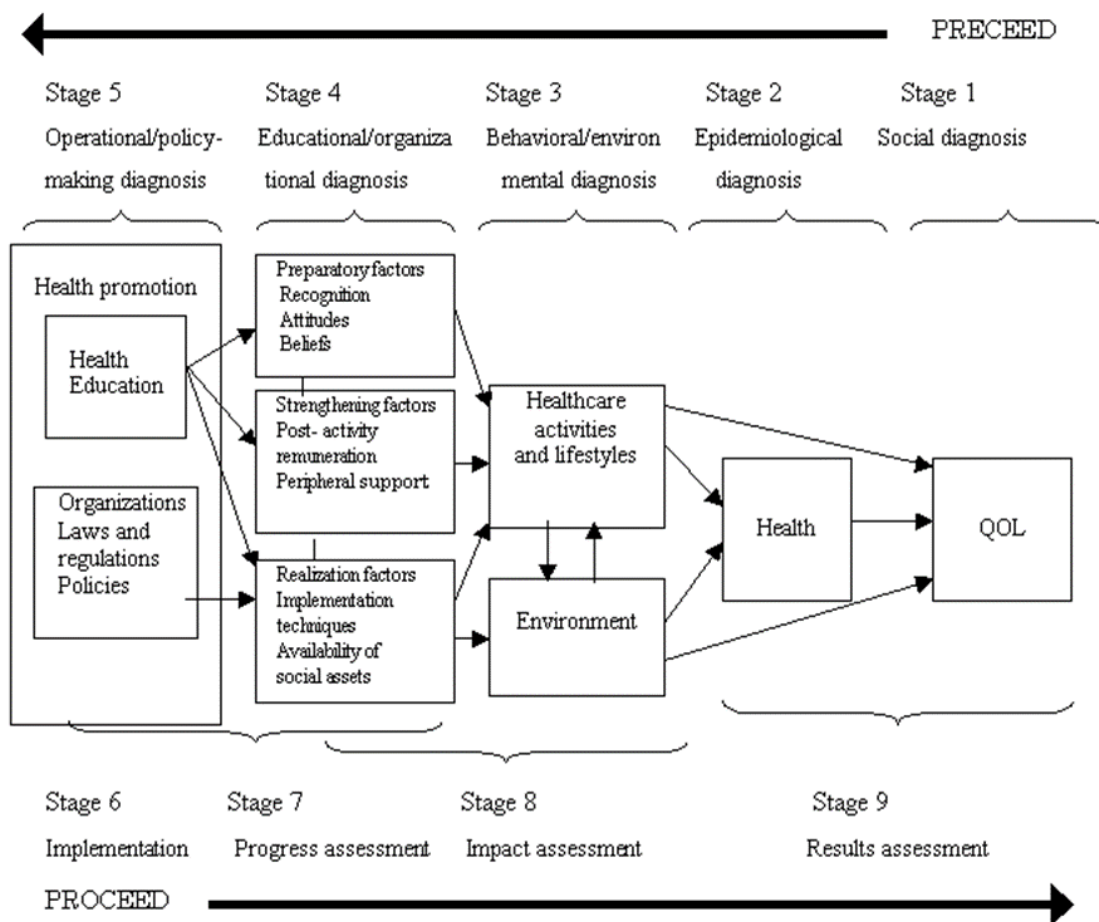 PRECEED
Stage 5
Operational/policy-
making diagnosis
Stage 4
Educational/organiza
tional diagnosis
Stage 3
Behavioral/environ
mental diagnosis
Stage 2
Epidemiological
diagnosis
Stage 1
Social diagnosis
Health promotion
Health
Education
Organizations
Laws and
regulations
Policies
Preparatory factors
Recognition
Attitudes
Beliefs
Strengthening factors
Post- activity
remuneration
Peripheral support
Realization factors
Implementation
techniques
Availability of
social assets
Healthcare
activities
and lifestyles
Environment
Health
QOL
Stage 6
Implementation
Stage 7
Progress assessment
Stage 8
Impact assessment
Stage 9
Results assessment
PROCEED